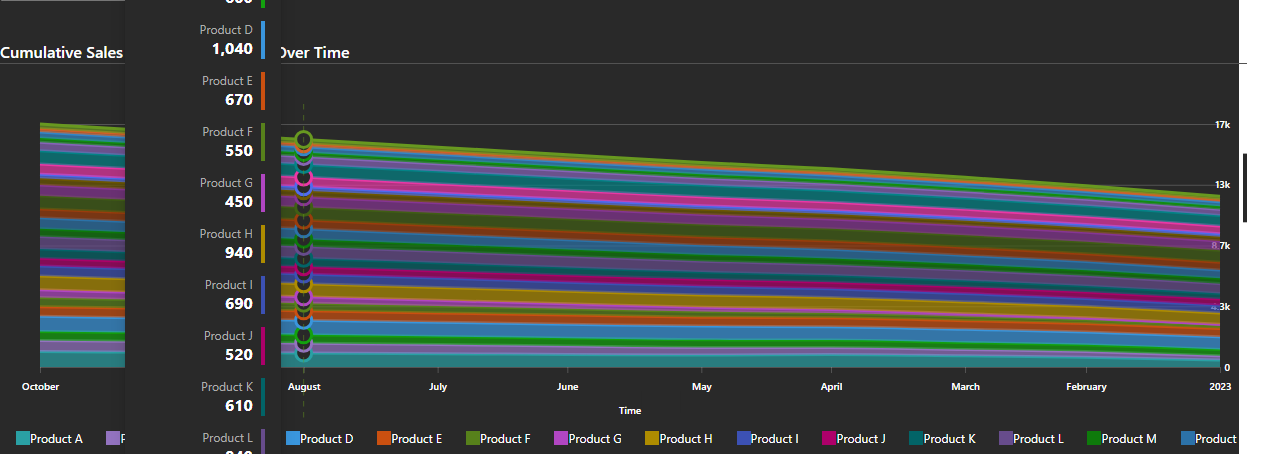 Product D
1,040
Cumulative Sales
Over Time
Product E
670
Product F
550
17k
Product G
450
13k
Product H
940
8.7k
Product I
690
4.3k
Product J
520
0
October
August
July
June
May
April
March
February
2023
Product K
610
Time
Product L
Product A
Product D
Product E
Product F
Product G
Product H
Product I
Product J
Product K
Product L
Product M
Product